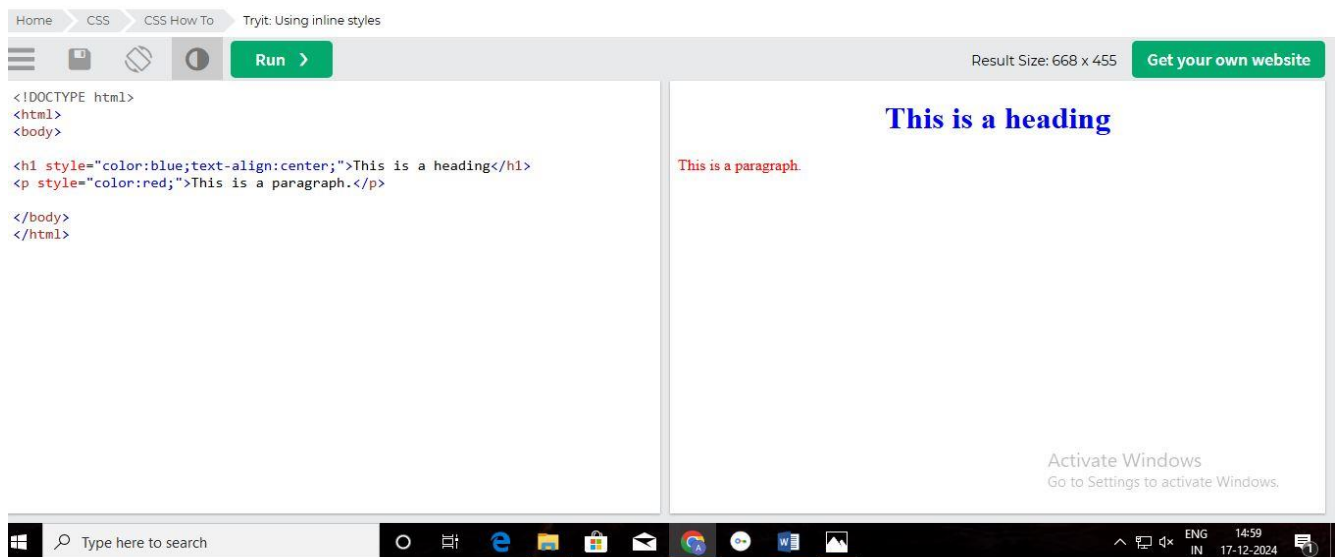 Home CSS CSS How To Tryit: Using inline styles
Run ❯ Result Size: 668 x 455 Get your own website
<!DOCTYPE html>
<html>
<body>
<h1 style="color:blue;text-align:center;">This is a heading</h1>
<p style="color:red;">This is a paragraph.</p>
</body>
</html>
This is a heading
This is a paragraph.
Activate Windows
Go to Settings to activate Windows.
Type here to search
ENG 14:59
IN 17-12-2024
1